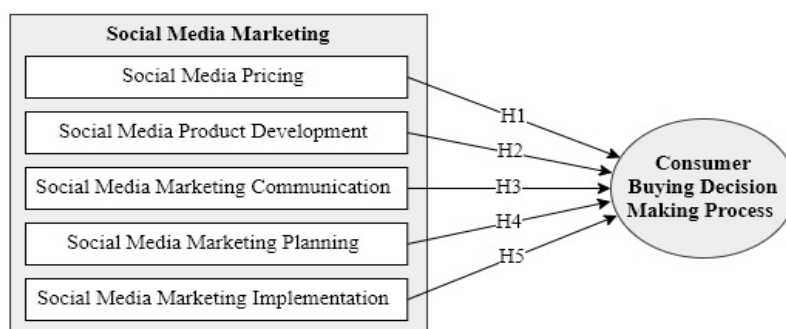 Social Media Marketing
Social Media Pricing
Social Media Product Development
Social Media Marketing Communication
Social Media Marketing Planning
Social Media Marketing Implementation
H1
H2
H3
H4
H5
Consumer
Buying Decision
Making Process